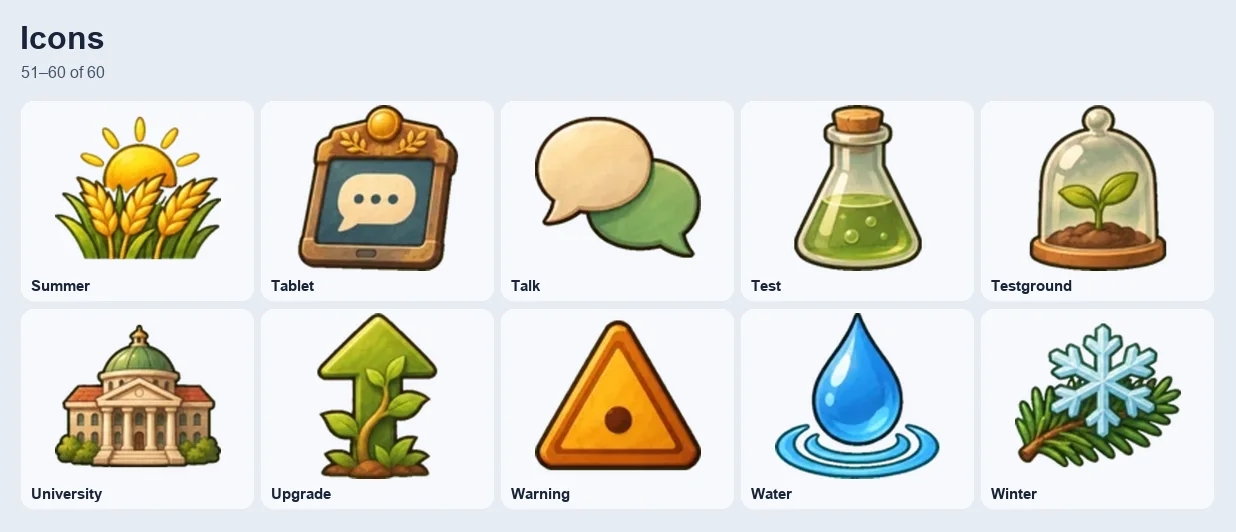 Icons
51–60 of 60
Summer
Tablet
Talk
Test
Testground
University
Upgrade
Warning
Water
Winter